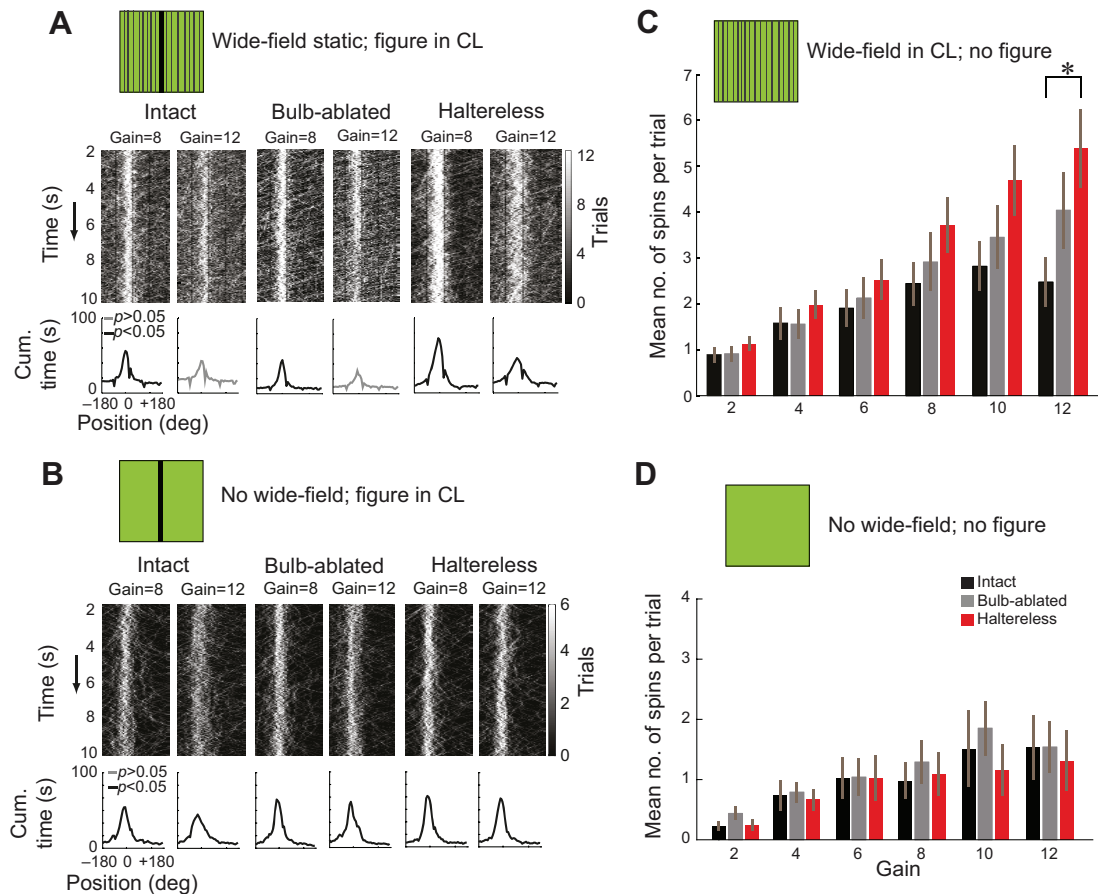 A
Wide-field static; figure in CL
Intact Bulb-ablated Haltereless
Gain=8 Gain=12 Gain=8 Gain=12 Gain=8 Gain=12
Time (s)
2
4
6
8
10
12
8
4
0
Trials
Cum. time (s)
100
0
p>0.05
p<0.05
–180 0 +180
Position (deg)
B
No wide-field; figure in CL
Intact Bulb-ablated Haltereless
Gain=8 Gain=12 Gain=8 Gain=12 Gain=8 Gain=12
Time (s)
2
4
6
8
10
6
4
2
0
Trials
Cum. time (s)
100
0
p>0.05
p<0.05
–180 0 +180
Position (deg)
C
Wide-field in CL; no figure
*
Mean no. of spins per trial
7
6
5
4
3
2
1
0
2 4 6 8 10 12
D
No wide-field; no figure
Intact
Bulb-ablated
Haltereless
Mean no. of spins per trial
4
3
2
1
0
2 4 6 8 10 12
Gain